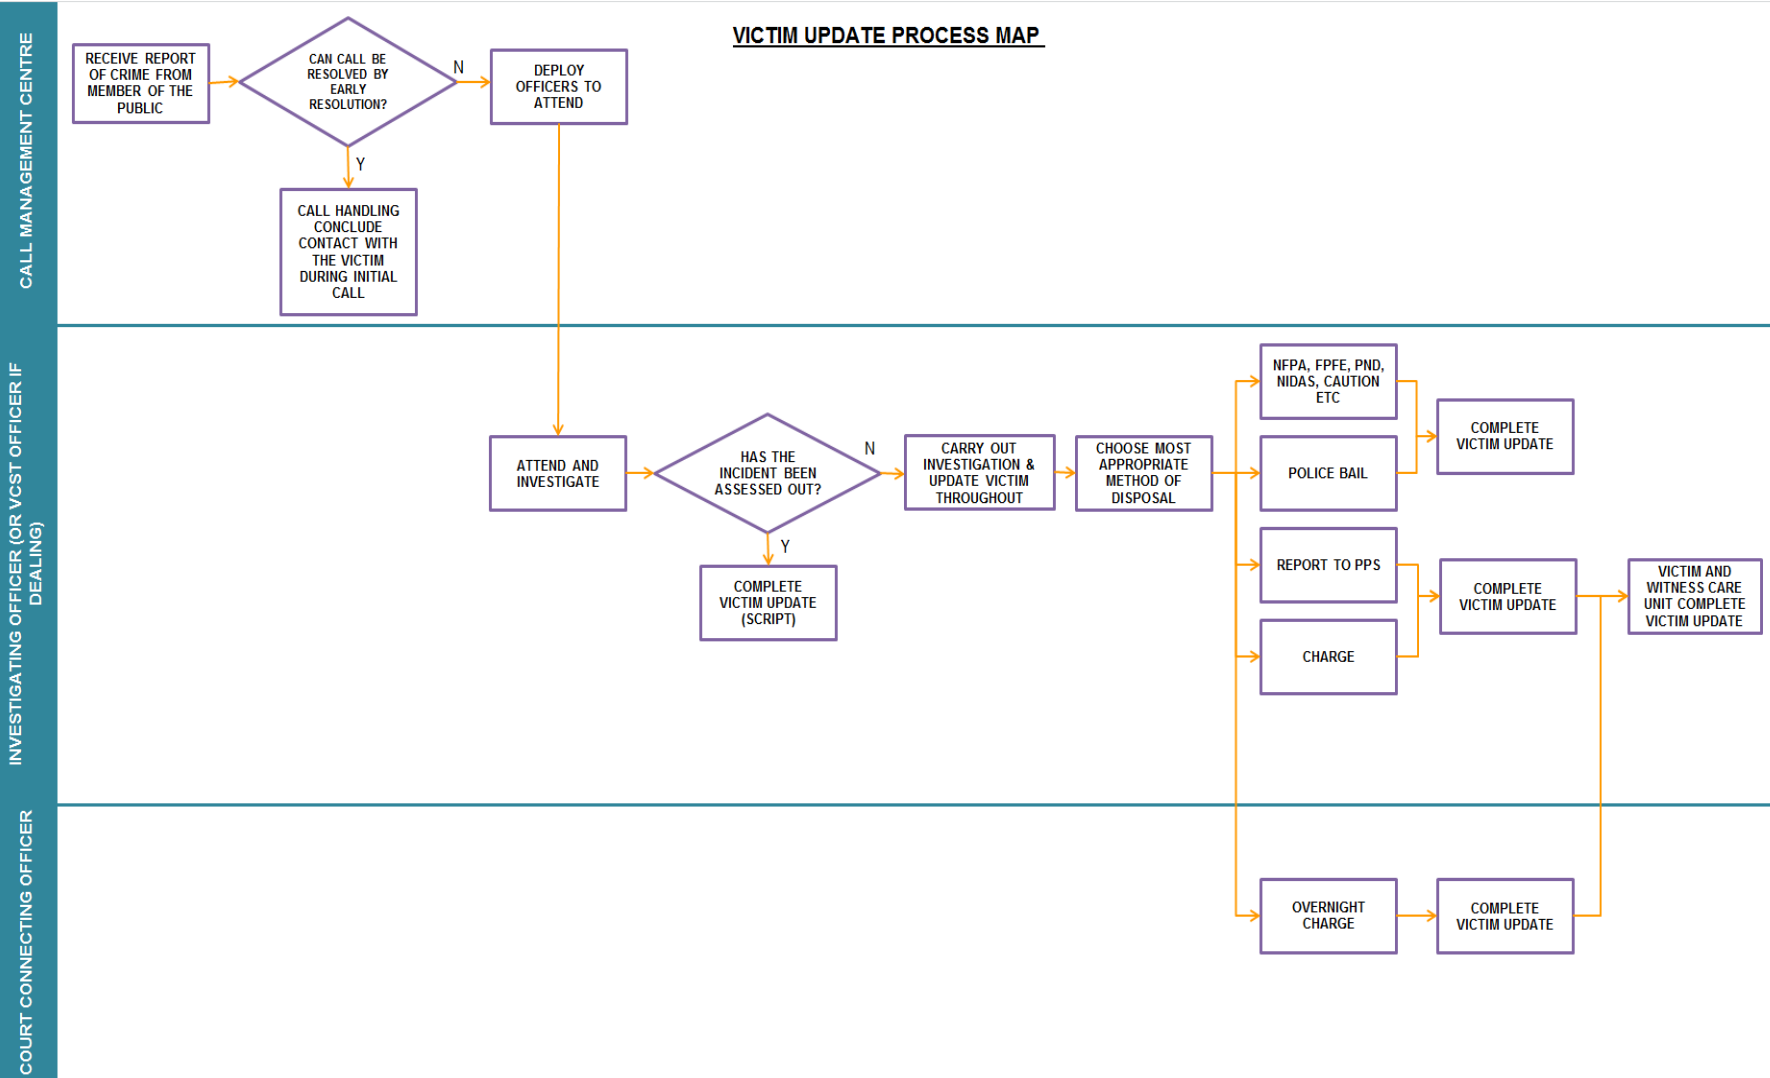 VICTIM UPDATE PROCESS MAP
CALL MANAGEMENT CENTRE
RECEIVE REPORT
OF CRIME FROM
MEMBER OF THE
PUBLIC
CAN CALL BE
RESOLVED BY
EARLY
RESOLUTION?
N
DEPLOY
OFFICERS TO
ATTEND
Y
CALL HANDLING
CONCLUDE
CONTACT WITH
THE VICTIM
DURING INITIAL
CALL
INVESTIGATING OFFICER (OR VCST OFFICER IF
DEALING)
ATTEND AND
INVESTIGATE
HAS THE
INCIDENT BEEN
ASSESSED OUT?
N
Y
COMPLETE
VICTIM UPDATE
(SCRIPT)
CARRY OUT
INVESTIGATION &
UPDATE VICTIM
THROUGHOUT
CHOOSE MOST
APPROPRIATE
METHOD OF
DISPOSAL
NFPA, FPFE, PND,
NIDAS, CAUTION
ETC
POLICE BAIL
COMPLETE
VICTIM UPDATE
REPORT TO PPS
CHARGE
COMPLETE
VICTIM UPDATE
VICTIM AND
WITNESS CARE
UNIT COMPLETE
VICTIM UPDATE
COURT CONNECTING OFFICER
OVERNIGHT
CHARGE
COMPLETE
VICTIM UPDATE